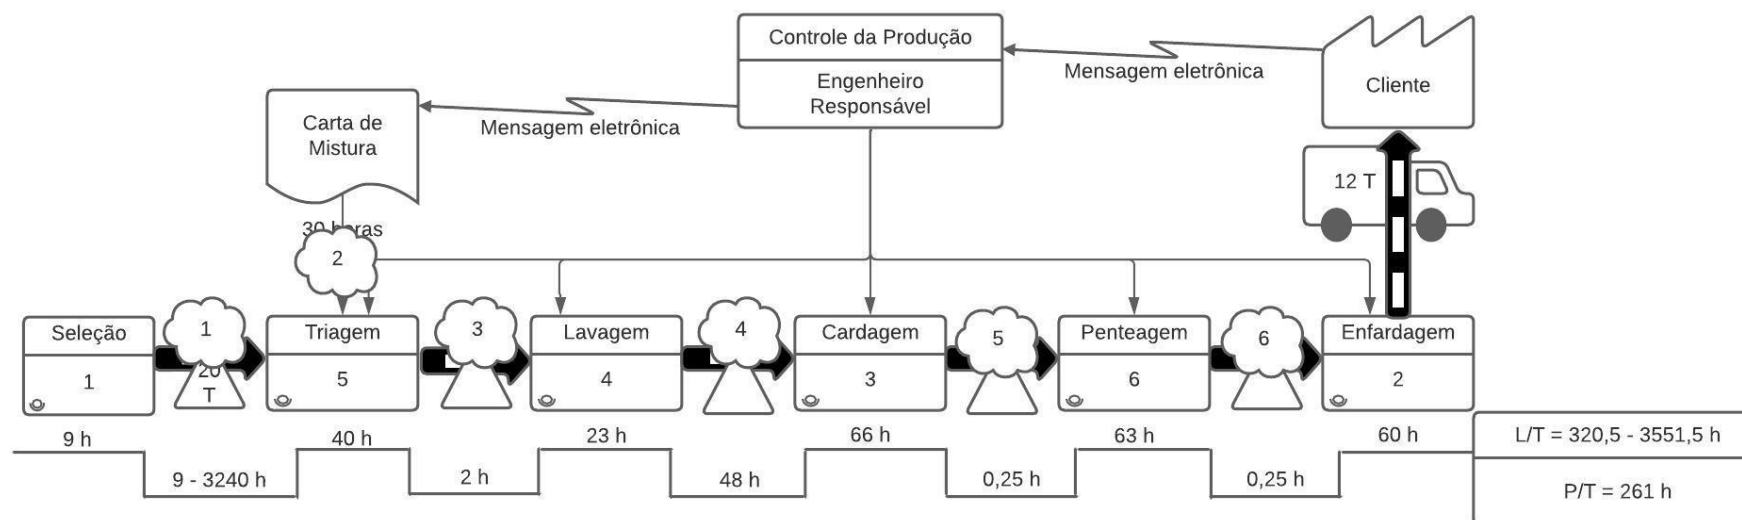 Controle da Produção
Engenheiro
Responsável
Mensagem eletrônica
Cliente
Carta de
Mistura
Mensagem eletrônica
12 T
30 horas
2
Seleção
1
1
20
T
Triagem
5
3
Lavagem
4
4
Cardagem
3
5
Penteagem
6
6
Enfardagem
2
9 h
9 - 3240 h
40 h
2 h
23 h
48 h
66 h
0,25 h
63 h
0,25 h
60 h
L/T = 320,5 - 3551,5 h
P/T = 261 h